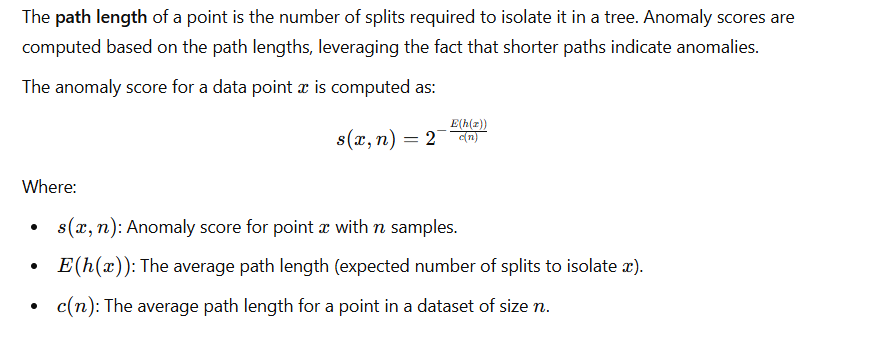 The path length of a point is the number of splits required to isolate it in a tree. Anomaly scores are
computed based on the path lengths, leveraging the fact that shorter paths indicate anomalies.
The anomaly score for a data point x is computed as:
s(x, n) = 2^{-\frac{E(h(x))}{c(n)}}
Where:
• s(x, n): Anomaly score for point x with n samples.
• E(h(x)): The average path length (expected number of splits to isolate x).
• c(n): The average path length for a point in a dataset of size n.